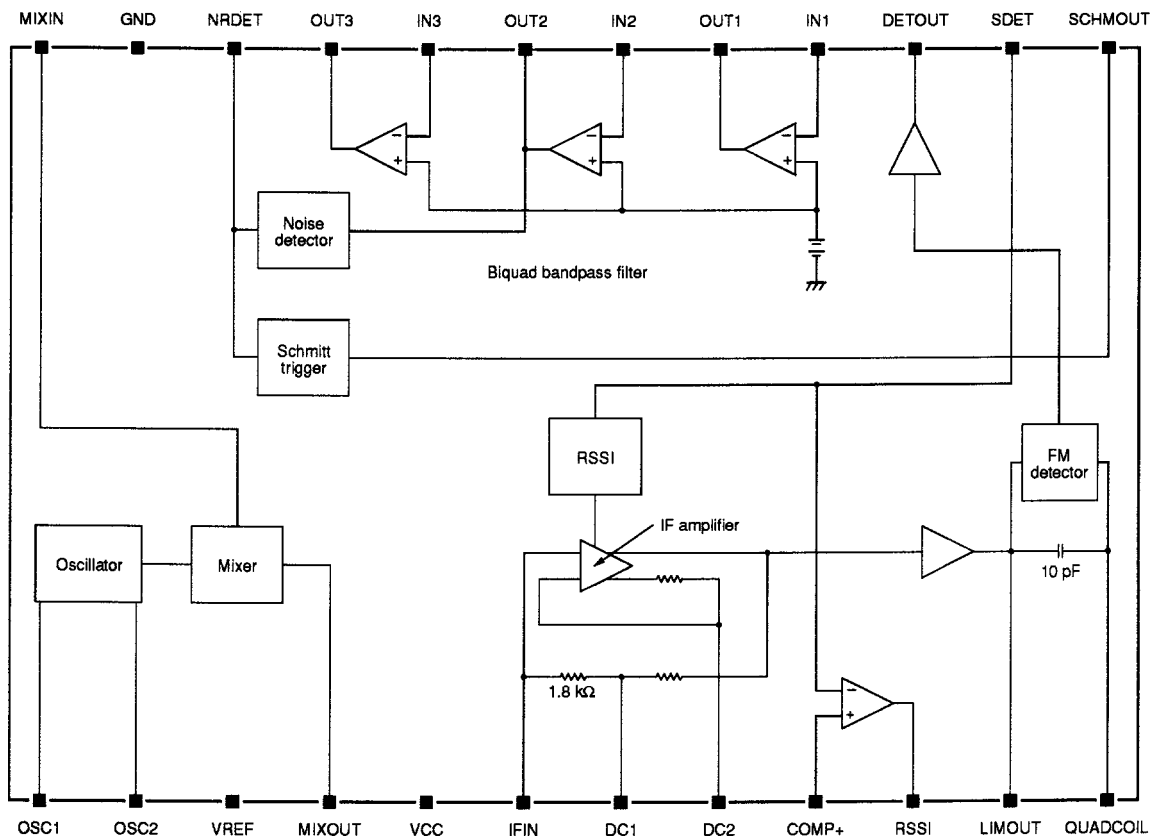 MIXIN GND NRDET OUT3 IN3 OUT2 IN2 OUT1 IN1 DETOUT SDET SCHMOUT
− + − + − +
Noise
detector
Biquad bandpass filter
Schmitt
trigger
RSSI
FM
detector
IF amplifier
Oscillator
Mixer
10 pF
1.8 kΩ
−
+
OSC1 OSC2 VREF MIXOUT VCC IFIN DC1 DC2 COMP+ RSSI LIMOUT QUADCOIL